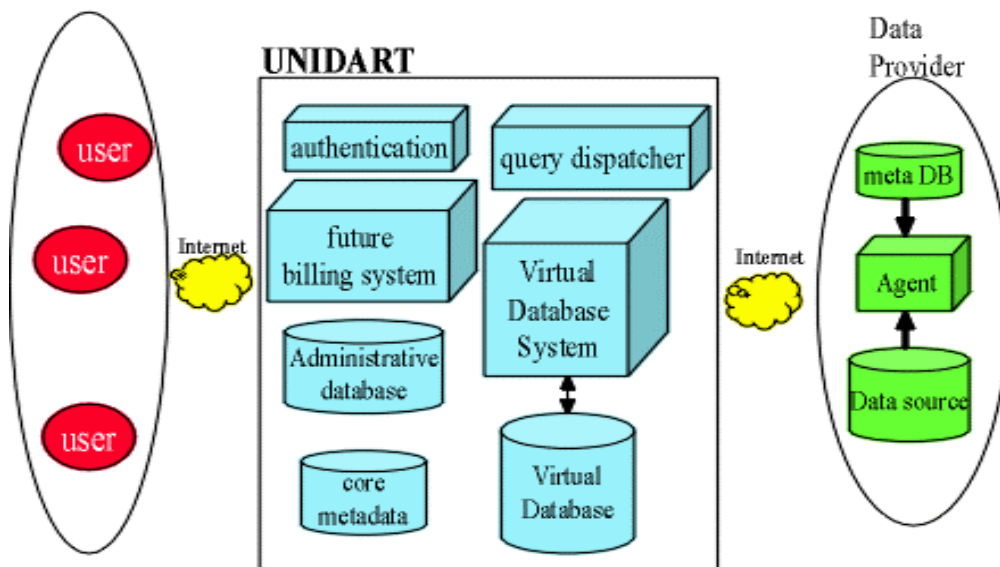 user
user
user
Internet
UNIDART
authentication
query dispatcher
future
billing system
Virtual
Database
System
Administrative
database
core
metadata
Virtual
Database
Internet
Data
Provider
meta DB
Agent
Data source